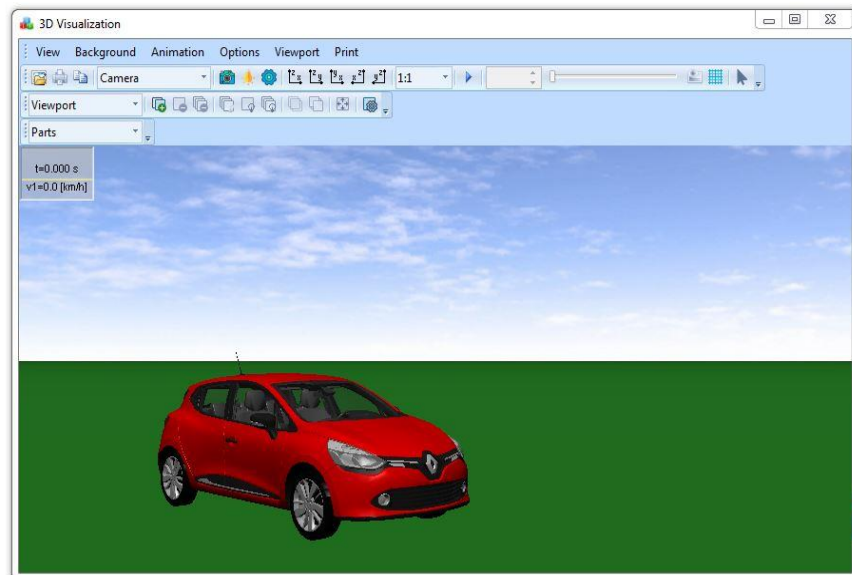 3D Visualization
View Background Animation Options Viewport Print
Camera 1:1
Viewport
Parts
t=0.000 s
v1=0.0 [km/h]